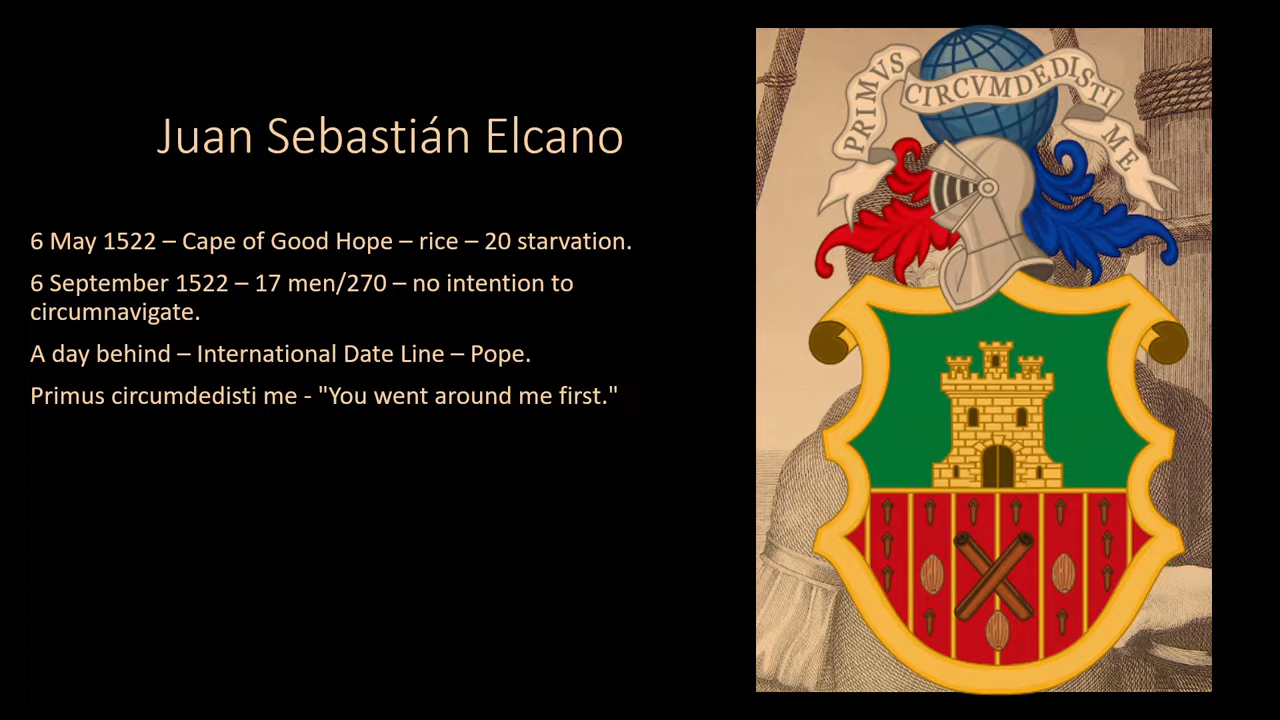 Juan Sebastián Elcano
6 May 1522 – Cape of Good Hope – rice – 20 starvation.
6 September 1522 – 17 men/270 – no intention to
circumnavigate.
A day behind – International Date Line – Pope.
Primus circumdedisti me - "You went around me first."
PRIMVS
CIRCVMDEDISTI
ME